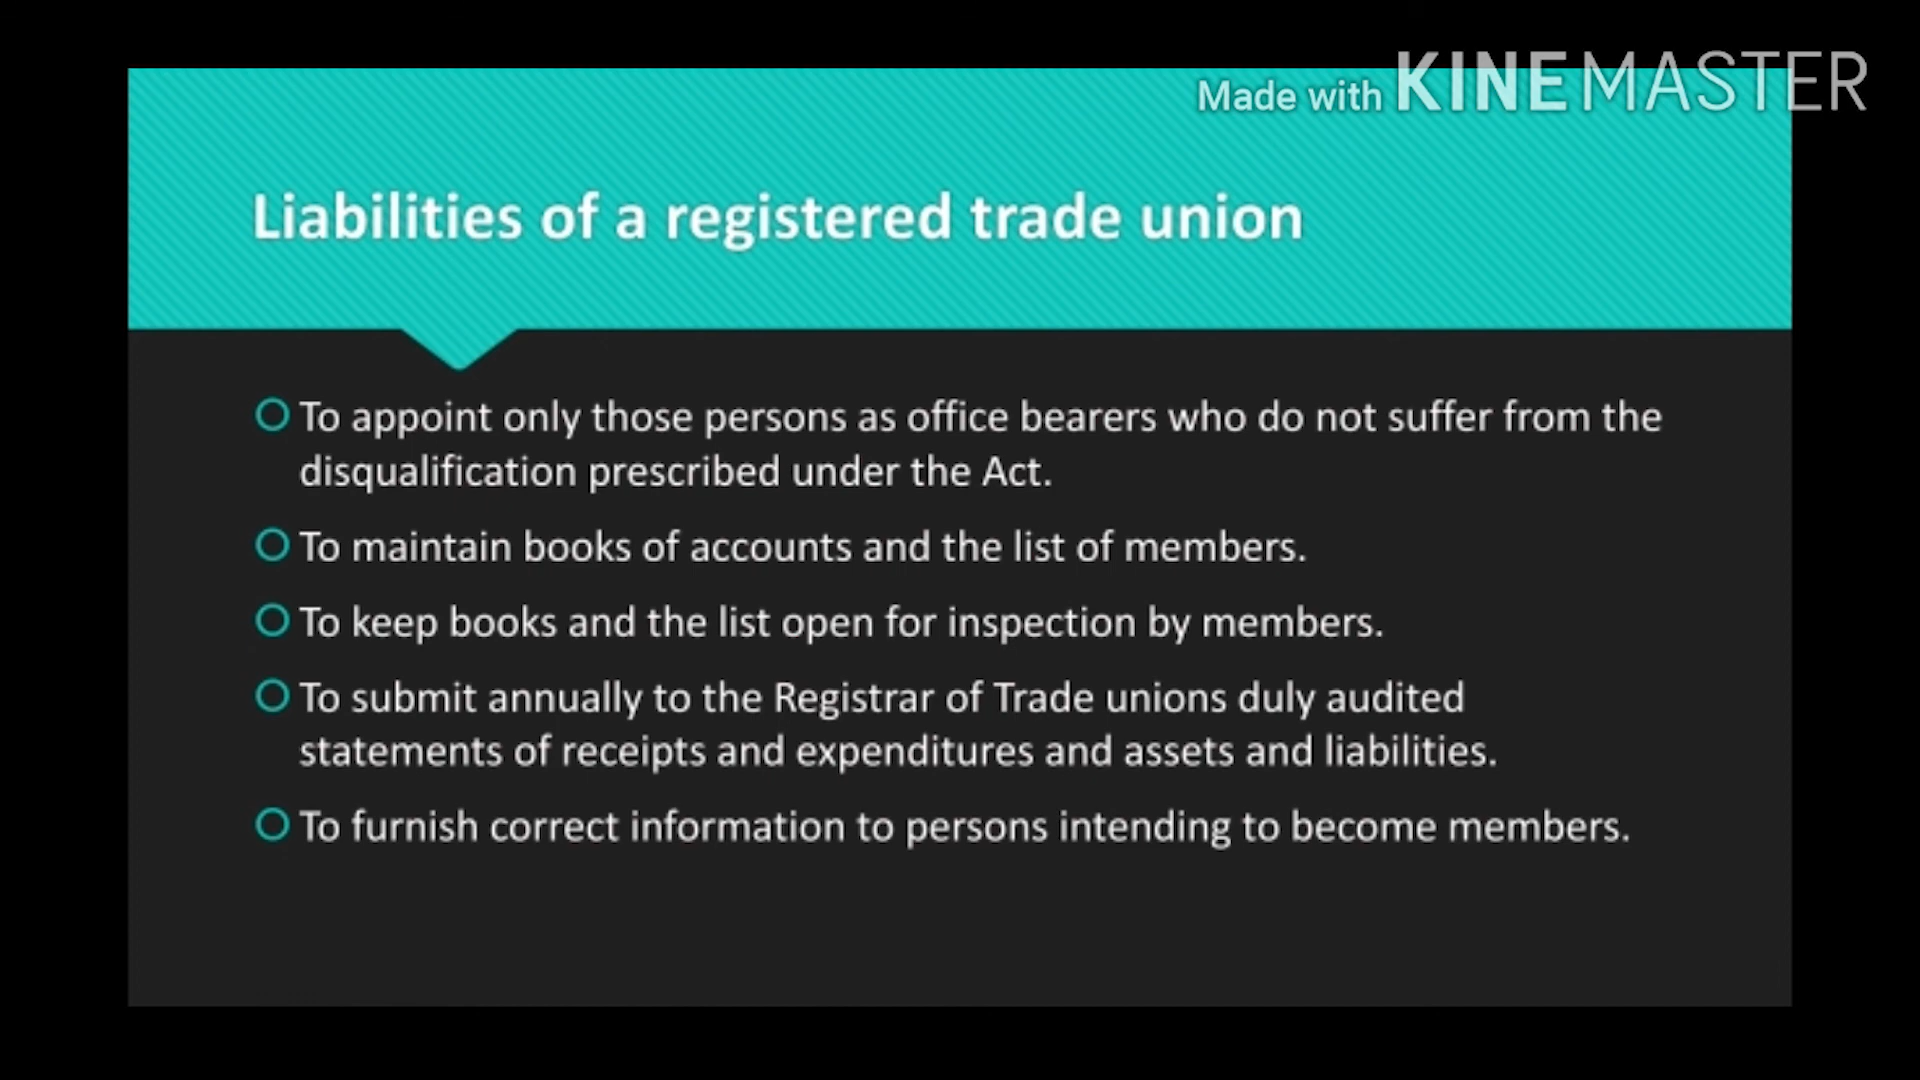 Made with KINEMASTER
Liabilities of a registered trade union
To appoint only those persons as office bearers who do not suffer from the
disqualification prescribed under the Act.
To maintain books of accounts and the list of members.
To keep books and the list open for inspection by members.
To submit annually to the Registrar of Trade unions duly audited
statements of receipts and expenditures and assets and liabilities.
To furnish correct information to persons intending to become members.